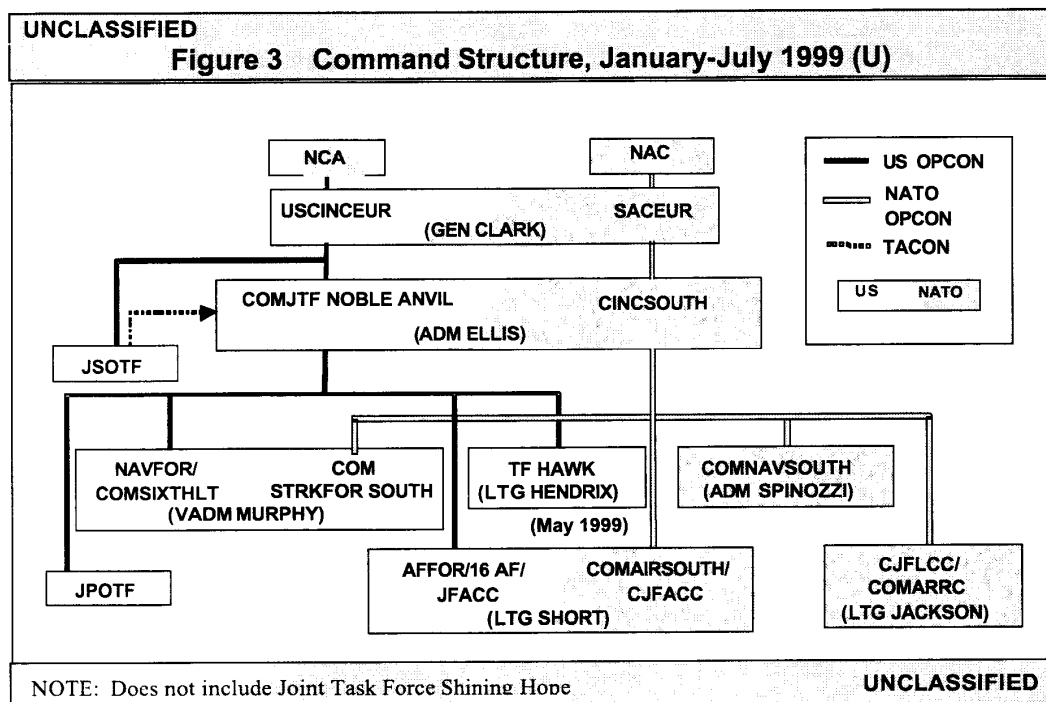 UNCLASSIFIED
Figure 3 Command Structure, January-July 1999 (U)
NCA
NAC
USCINCEUR
SACEUR
(GEN CLARK)
US OPCON
NATO
OPCON
TACON
US NATO
COMJTF NOBLE ANVIL
CINCSOUTH
(ADM ELLIS)
JSOTF
NAVFOR/
COMSIXTHLT
COM
STRKFOR SOUTH
(VADM MURPHY)
TF HAWK
(LTG HENDRIX)
(May 1999)
COMNAVSOUTH
(ADM SPINOZZI)
JPOTF
AFFOR/16 AF/
JFACC
COMAIRSOUTH/
CJFACC
(LTG SHORT)
CJFLCC/
COMARRC
(LTG JACKSON)
NOTE: Does not include Joint Task Force Shining Hope
UNCLASSIFIED